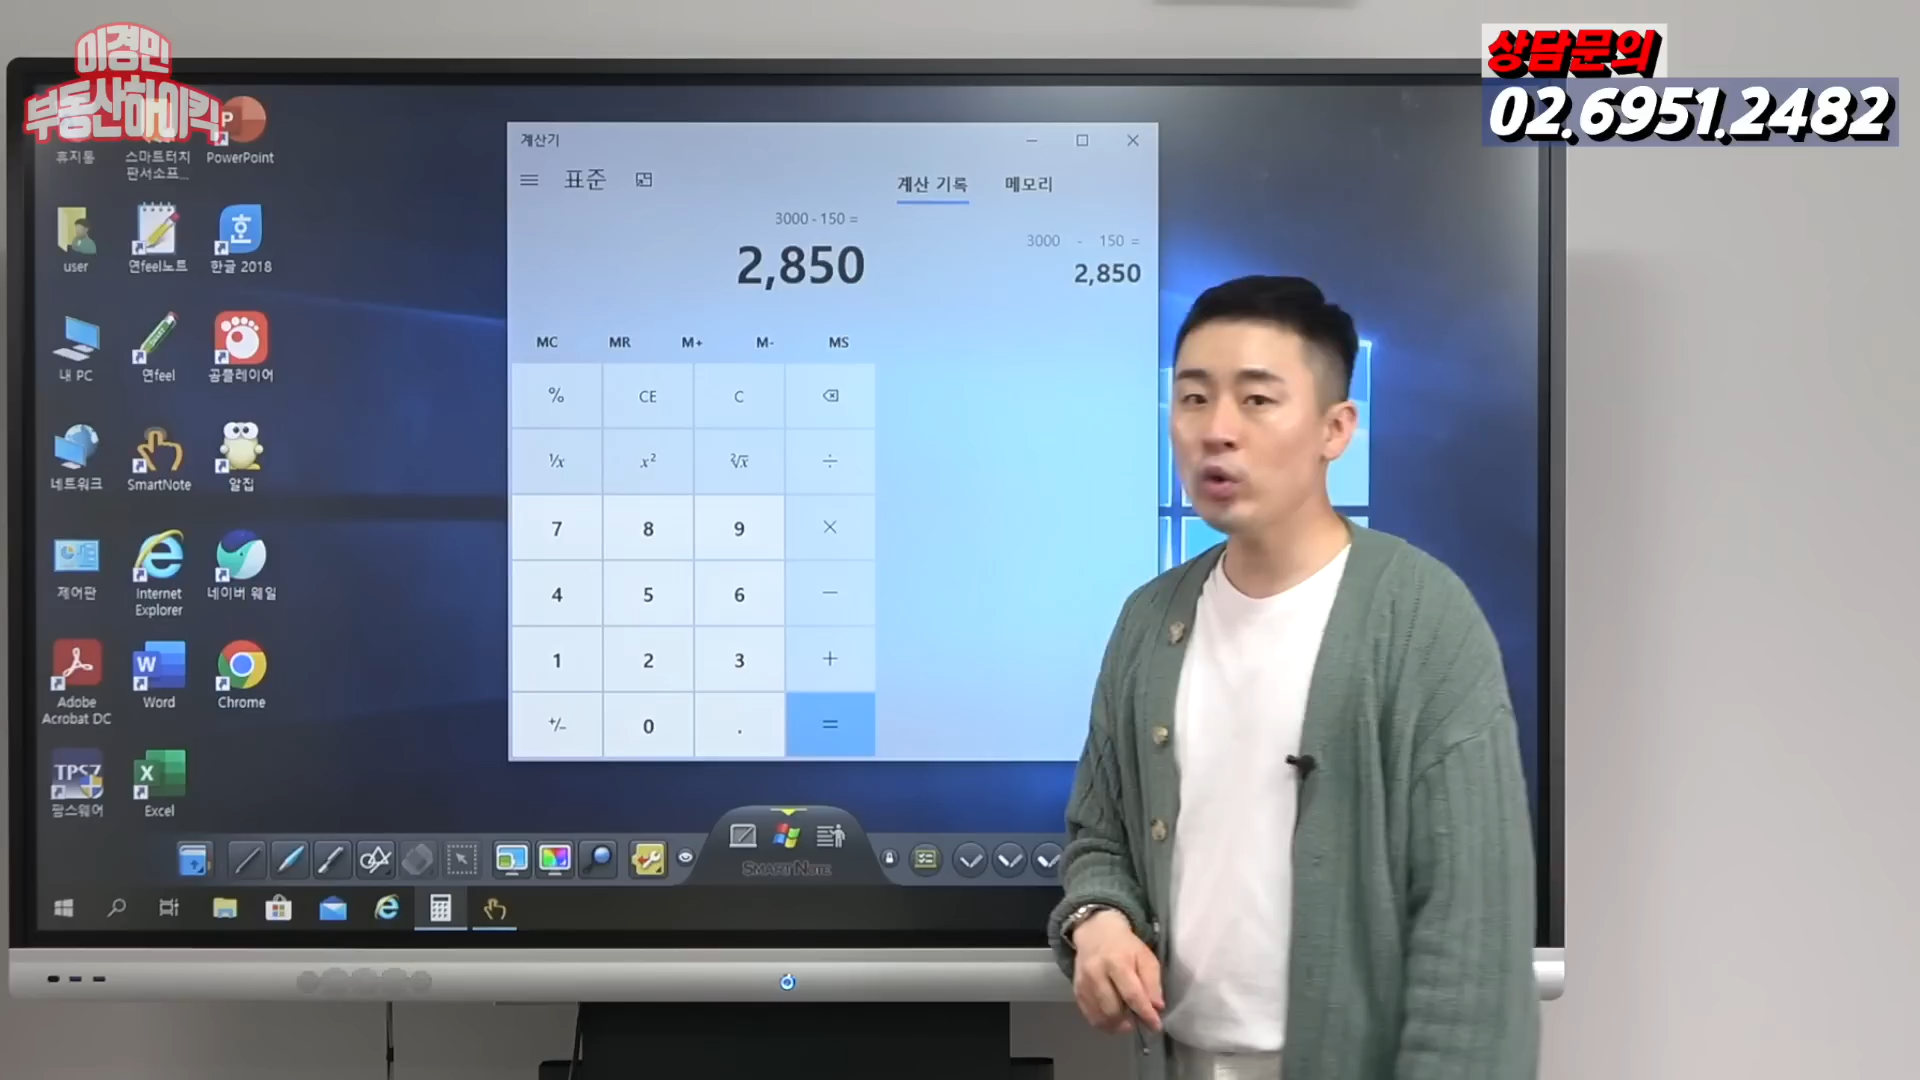 이경민
부동산하이킥
상담문의
02.6951.2482
휴지통
스마트터치
판서소프...
PowerPoint
user
연feel노트
한글 2018
내 PC
연feel
곰플레이어
네트워크
SmartNote
알집
제어판
Internet
Explorer
네이버 웨일
Adobe
Acrobat DC
Word
Chrome
TPS7
팜스웨어
Excel
계산기
표준
계산 기록
메모리
3000 - 150 =
2,850
3000 - 150 =
2,850
MC MR M+ M- MS
% CE C
¹/x x² ²√x ÷
7 8 9 ×
4 5 6 −
1 2 3 +
+/− 0 . =
SMART NOTE